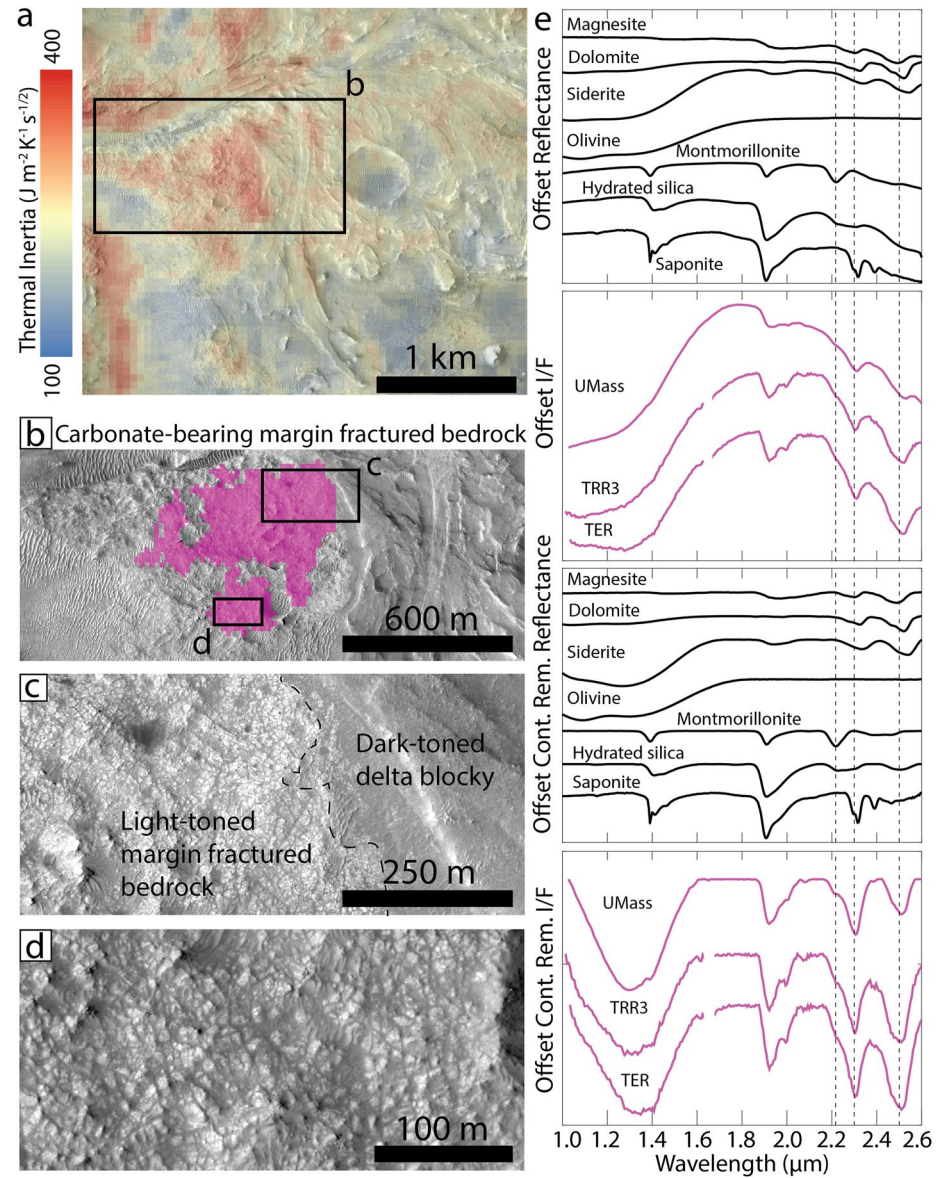 a
400
Thermal Inertia (J m⁻² K⁻¹ s⁻¹/²)
100
b
1 km
b Carbonate-bearing margin fractured bedrock
c
d
600 m
c
Dark-toned
delta blocky
Light-toned
margin fractured
bedrock
250 m
d
100 m
e
Offset Reflectance
Magnesite
Dolomite
Siderite
Olivine
Montmorillonite
Hydrated silica
Saponite
Offset I/F
UMass
TRR3
TER
Offset Cont. Rem. Reflectance
Magnesite
Dolomite
Siderite
Olivine
Montmorillonite
Hydrated silica
Saponite
Offset Cont. Rem. I/F
UMass
TRR3
TER
1.0 1.2 1.4 1.6 1.8 2.0 2.2 2.4 2.6
Wavelength (μm)